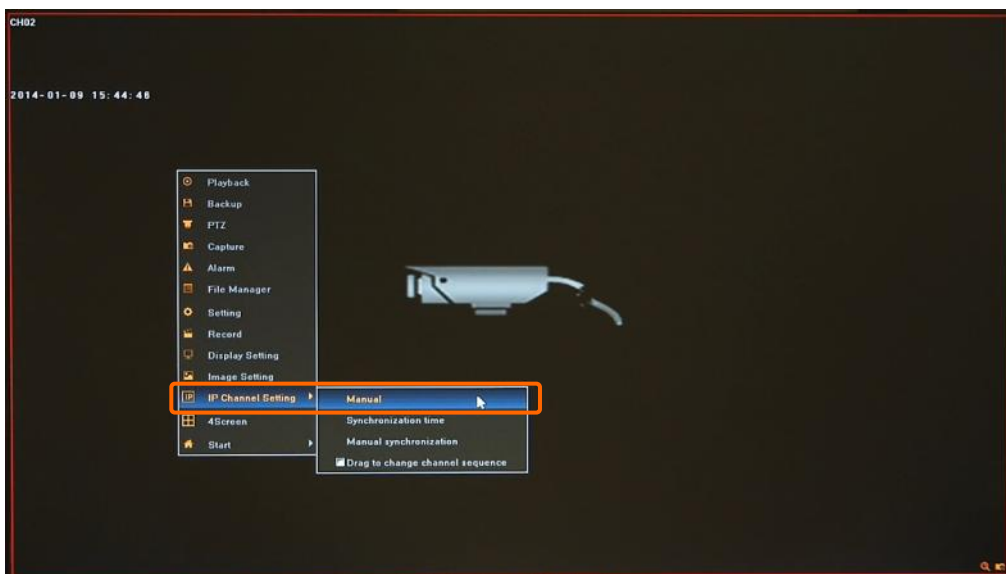 CH02
2014-01-09 15:44:48
Playback
Backup
PTZ
Capture
Alarm
File Manager
Setting
Record
Display Setting
Image Setting
IP IP Channel Setting
Manual
4Screen
Synchronization time
Start
Manual synchronization
Drag to change channel sequence